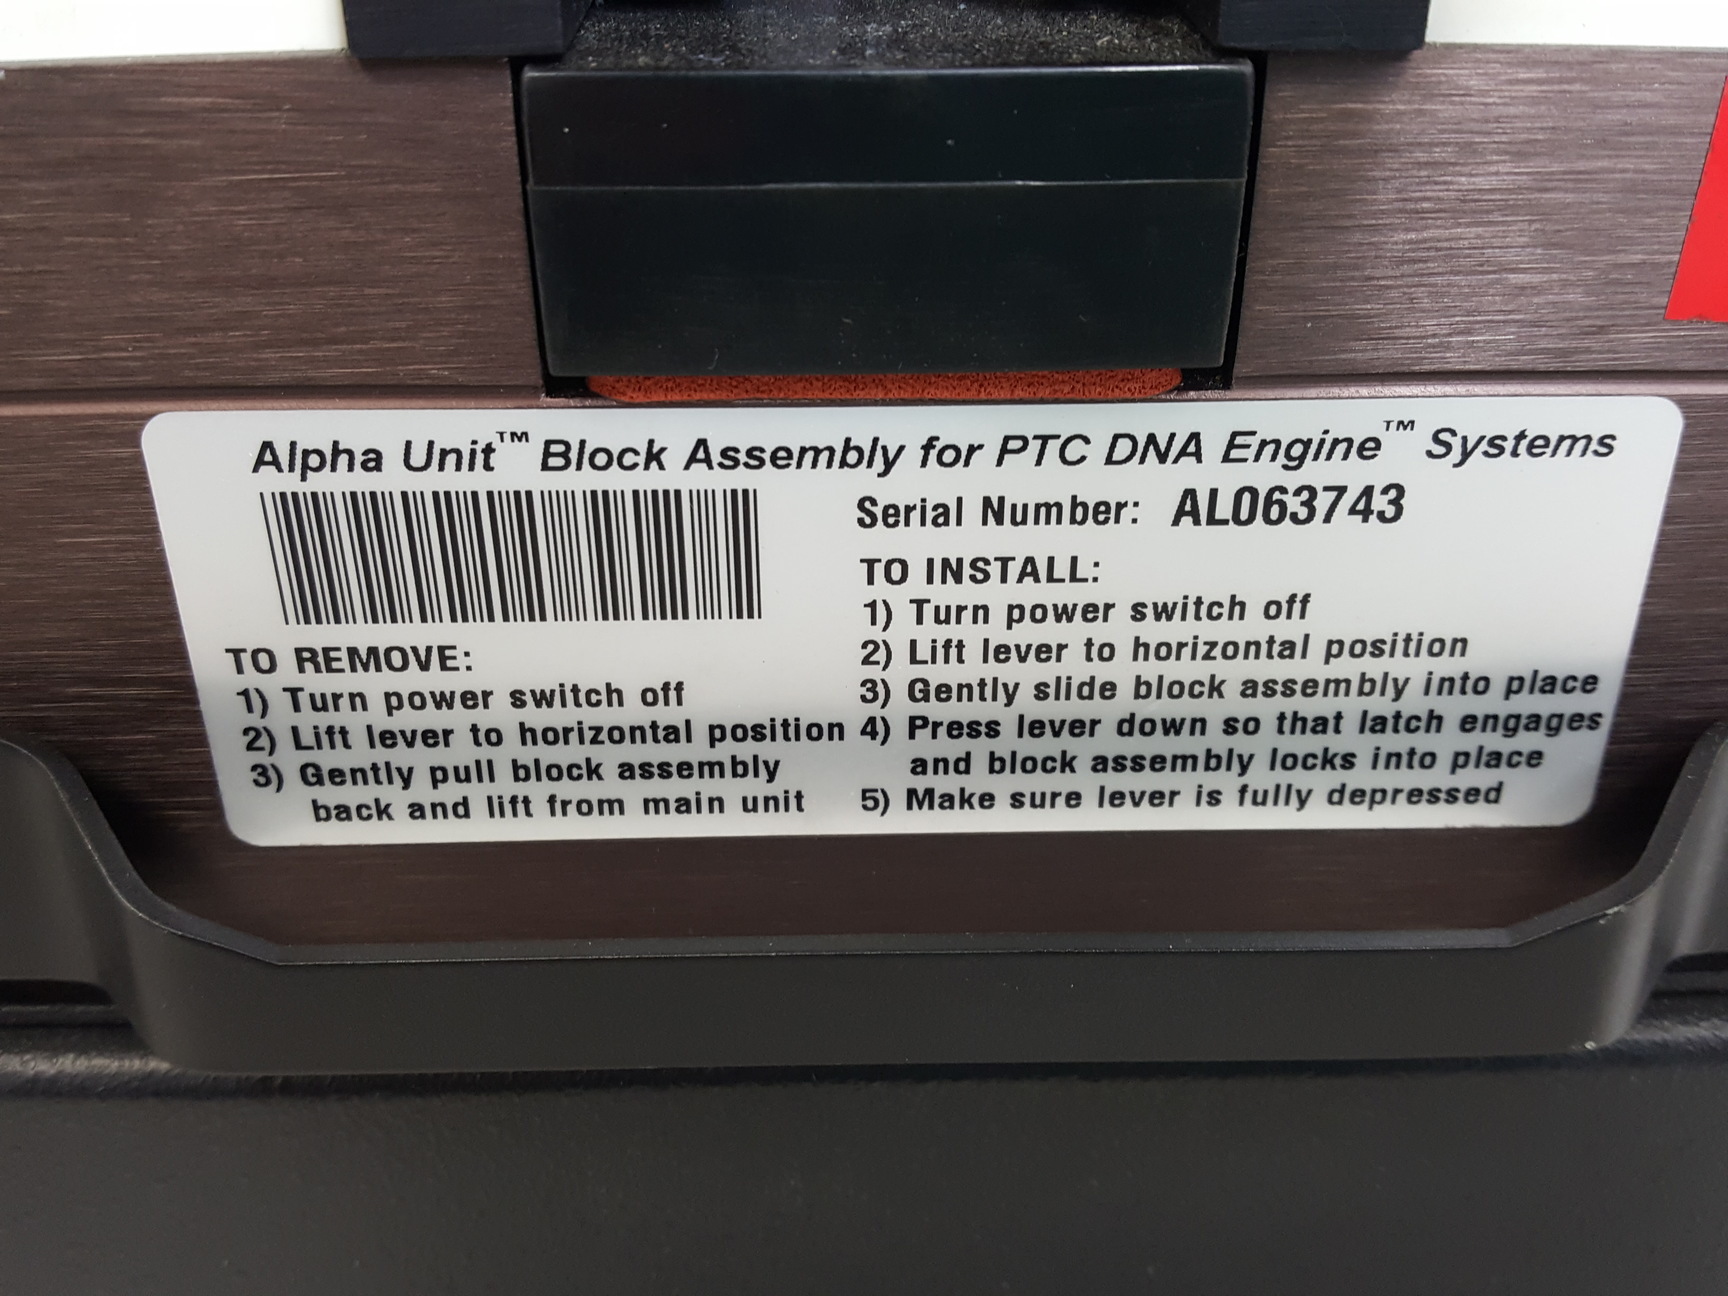 Alpha Unit™ Block Assembly for PTC DNA Engine™ Systems
Serial Number: AL063743
TO REMOVE:
1) Turn power switch off
2) Lift lever to horizontal position
3) Gently pull block assembly
back and lift from main unit
TO INSTALL:
1) Turn power switch off
2) Lift lever to horizontal position
3) Gently slide block assembly into place
4) Press lever down so that latch engages
and block assembly locks into place
5) Make sure lever is fully depressed